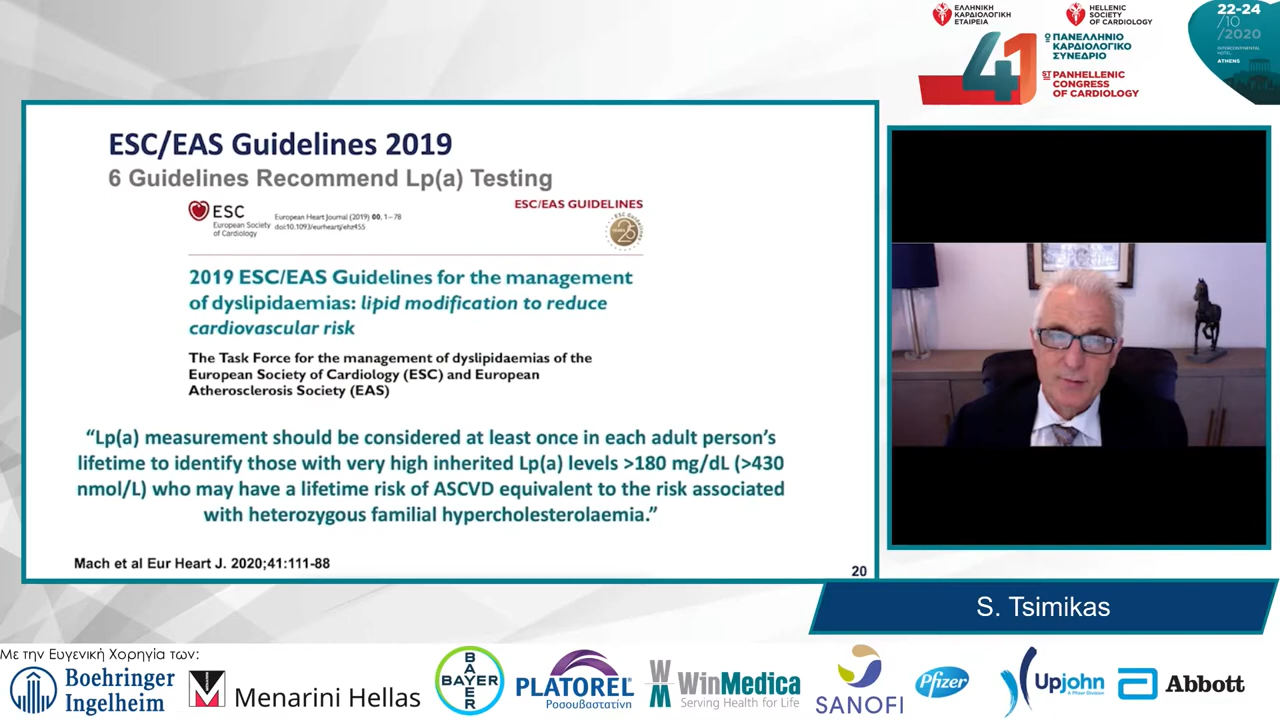 ΕΛΛΗΝΙΚΗ
ΚΑΡΔΙΟΛΟΓΙΚΗ
ΕΤΑΙΡΕΙΑ
HELLENIC
SOCIETY
OF CARDIOLOGY
41
ο ΠΑΝΕΛΛΗΝΙΟ
ΚΑΡΔΙΟΛΟΓΙΚΟ
ΣΥΝΕΔΡΙΟ
ST PANHELLENIC
CONGRESS
OF CARDIOLOGY
22-24
/10
/2020
INTERCONTINENTAL
HOTEL
ATHENS
ESC/EAS Guidelines 2019
6 Guidelines Recommend Lp(a) Testing
ESC
European Society
of Cardiology
European Heart Journal (2019) 00, 1–78
doi:10.1093/eurheartj/ehz455
ESC/EAS GUIDELINES
2019 ESC/EAS Guidelines for the management
of dyslipidaemias: lipid modification to reduce
cardiovascular risk
The Task Force for the management of dyslipidaemias of the
European Society of Cardiology (ESC) and European
Atherosclerosis Society (EAS)
“Lp(a) measurement should be considered at least once in each adult person’s
lifetime to identify those with very high inherited Lp(a) levels >180 mg/dL (>430
nmol/L) who may have a lifetime risk of ASCVD equivalent to the risk associated
with heterozygous familial hypercholesterolaemia.”
Mach et al Eur Heart J. 2020;41:111-88
20
S. Tsimikas
Με την Ευγενική Χορηγία των:
Boehringer
Ingelheim
Menarini Hellas
BAYER
BAYER
PLATOREL
Ροσουβαστατίνη
WinMedica
Serving Health for Life
SANOFI
Pfizer
Upjohn
A Pfizer Division
Abbott